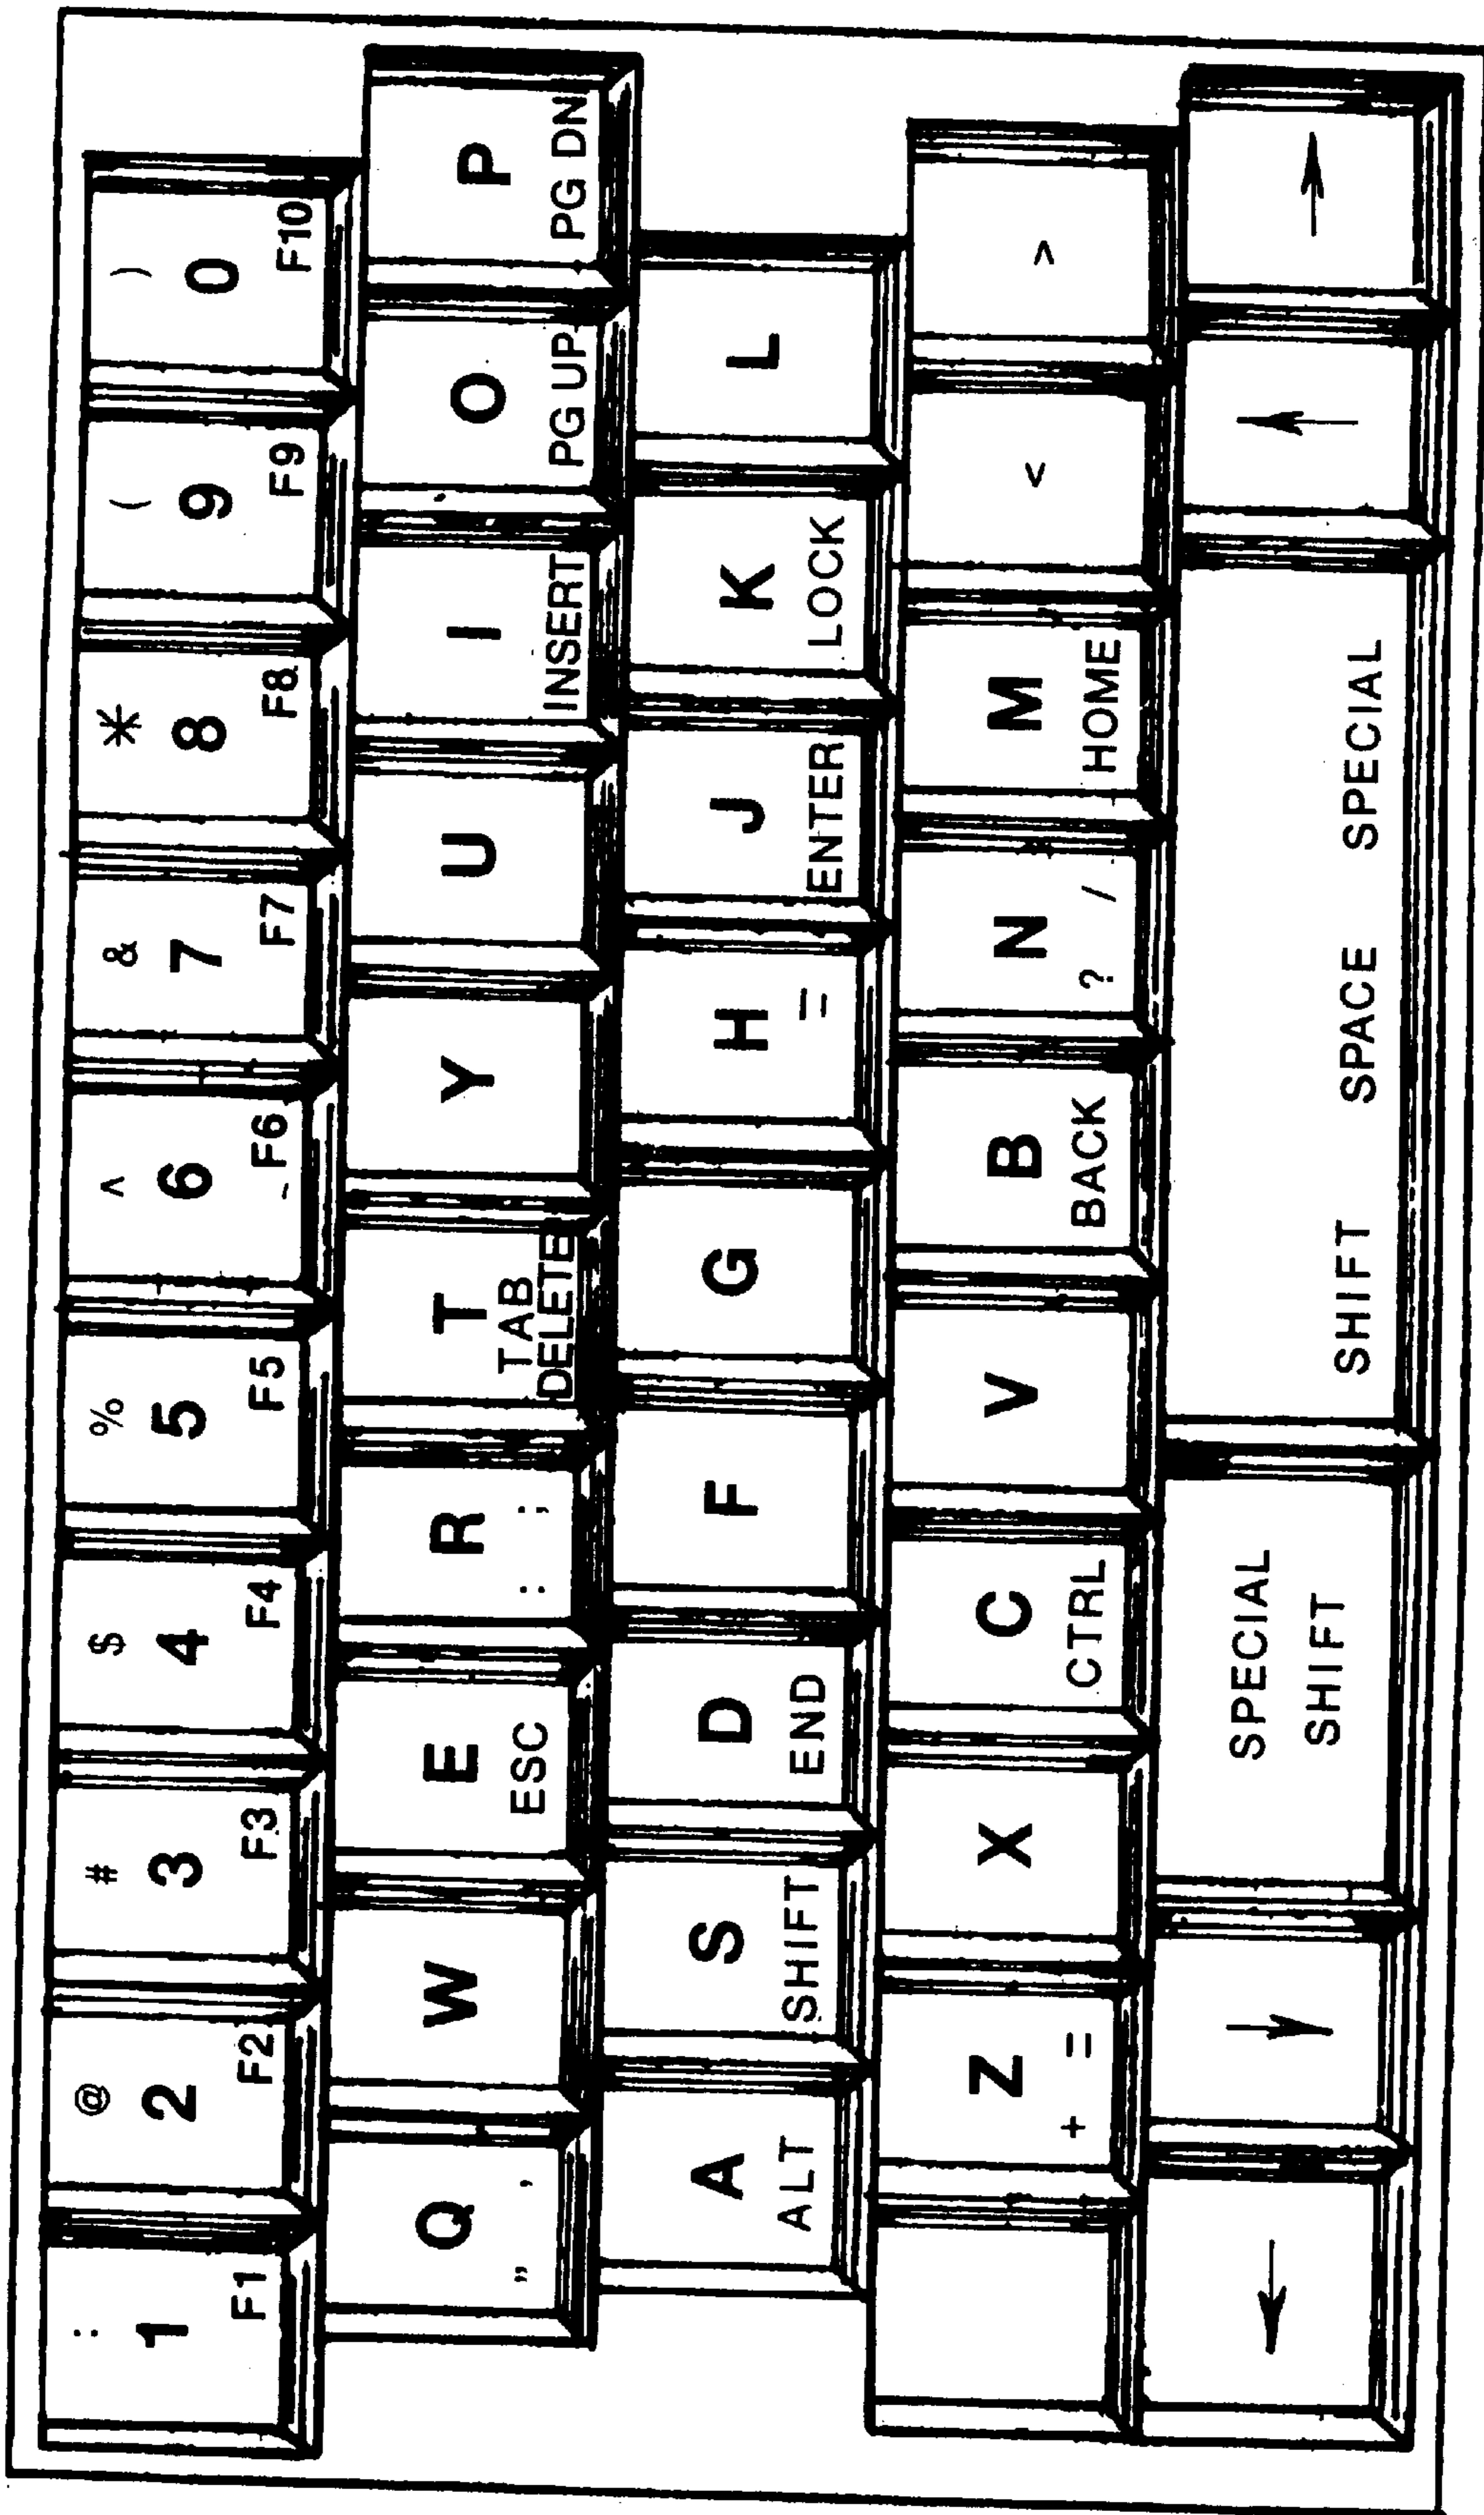 : 1 F1
@ 2 F2
# 3 F3
$ 4 F4
% 5 F5
^ 6 ~ F6
& 7 F7
* 8 F8
( 9 F9
) 0 F10
Q " '
W
E ESC
R : ;
T TAB DELETE
Y
U
I INSERT
O PG UP
P PG DN
A ALT
S SHIFT
D END
F
G
H =
J ENTER
K LOCK
L
Z + =
X
C CTRL
V
B BACK
N ? /
M HOME
<
>
←
↓
SPECIAL
SHIFT
SHIFT SPACE SPECIAL
↑
→